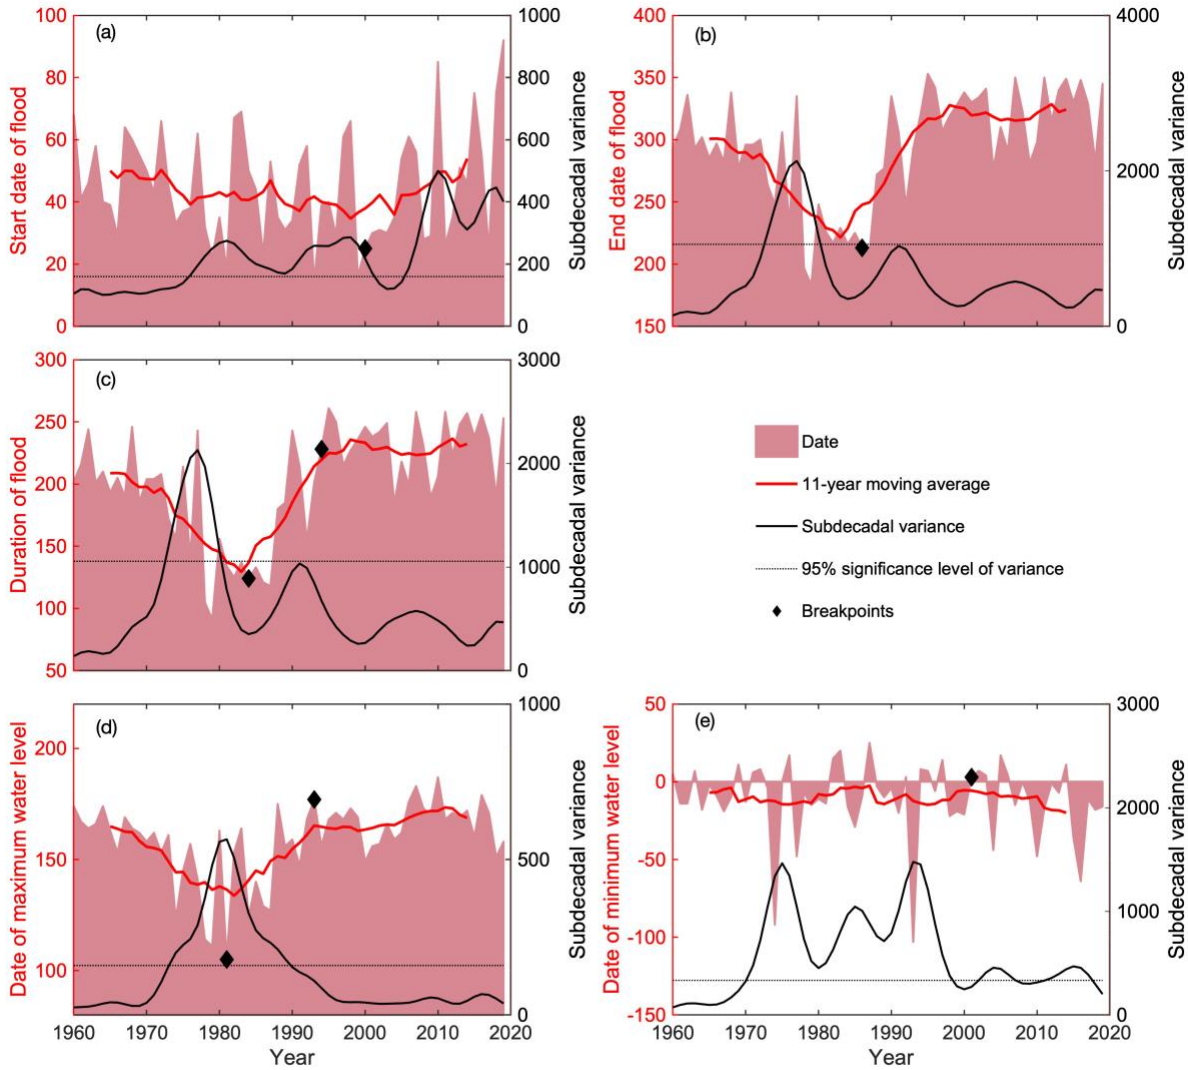 (a)
Start date of flood
100
80
60
40
20
0
1000
800
600
400
200
0
Subdecadal variance
(b)
End date of flood
400
350
300
250
200
150
4000
2000
0
Subdecadal variance
(c)
Duration of flood
300
250
200
150
100
50
3000
2000
1000
0
Subdecadal variance
Date
11-year moving average
Subdecadal variance
95% significance level of variance
Breakpoints
(d)
Date of maximum water level
200
150
100
1000
500
0
Subdecadal variance
1960 1970 1980 1990 2000 2010 2020
Year
(e)
Date of minimum water level
50
0
-50
-100
-150
3000
2000
1000
0
Subdecadal variance
1960 1970 1980 1990 2000 2010 2020
Year